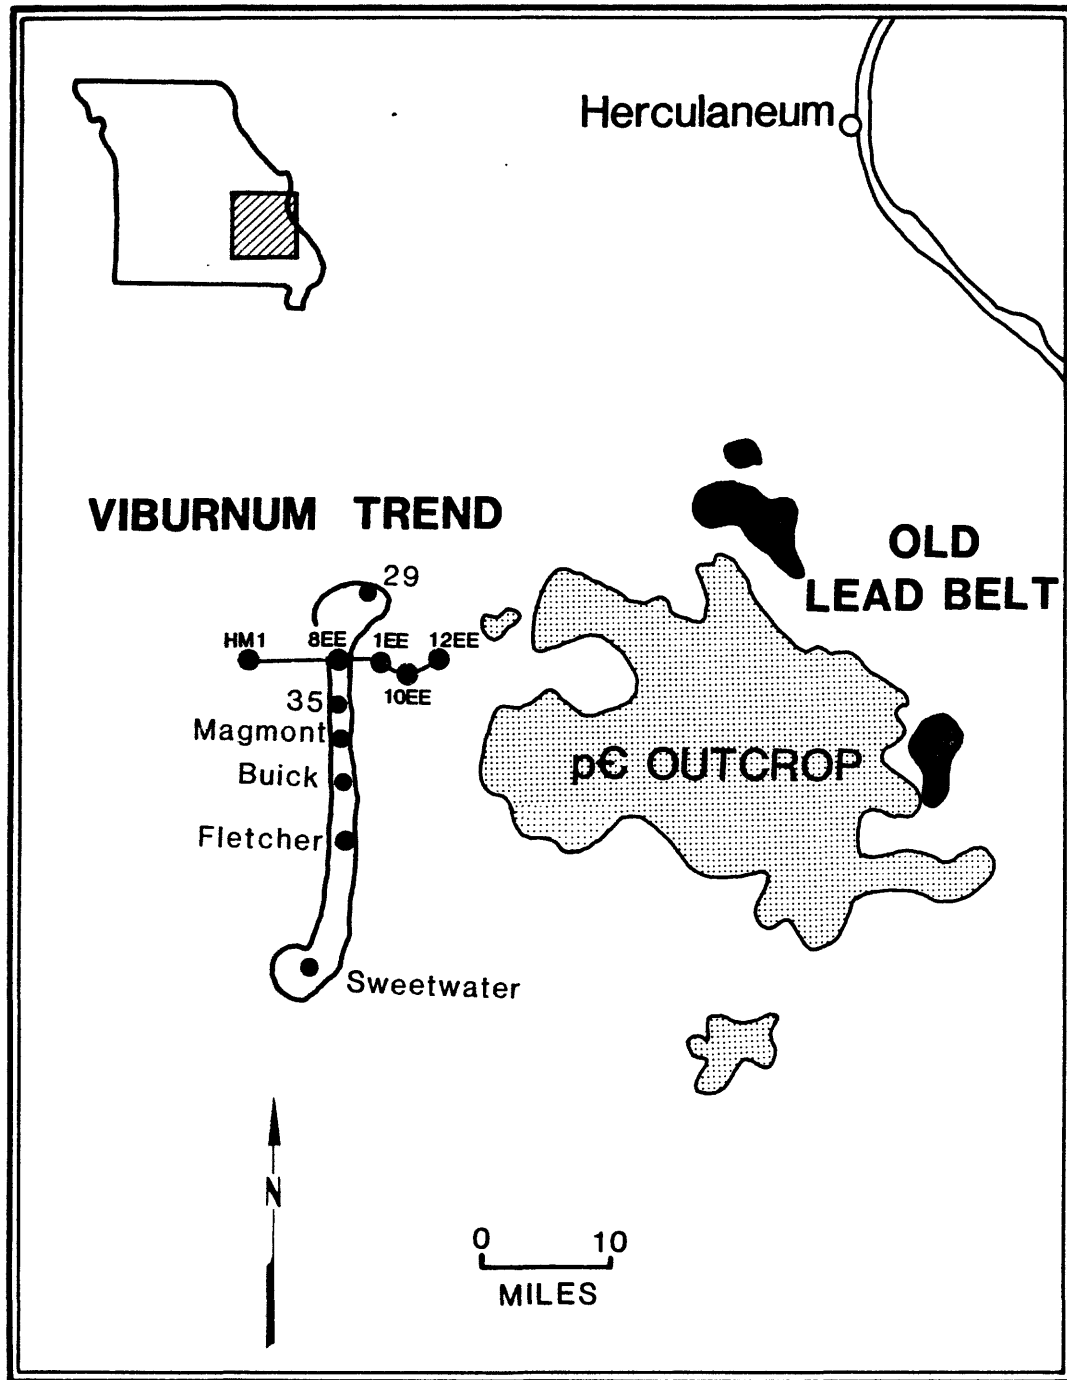 Herculaneum
VIBURNUM TREND
OLD
LEAD BELT
29
HM1
8EE
1EE
12EE
10EE
35
Magmont
Buick
pЄ OUTCROP
Fletcher
Sweetwater
N
0 10
MILES